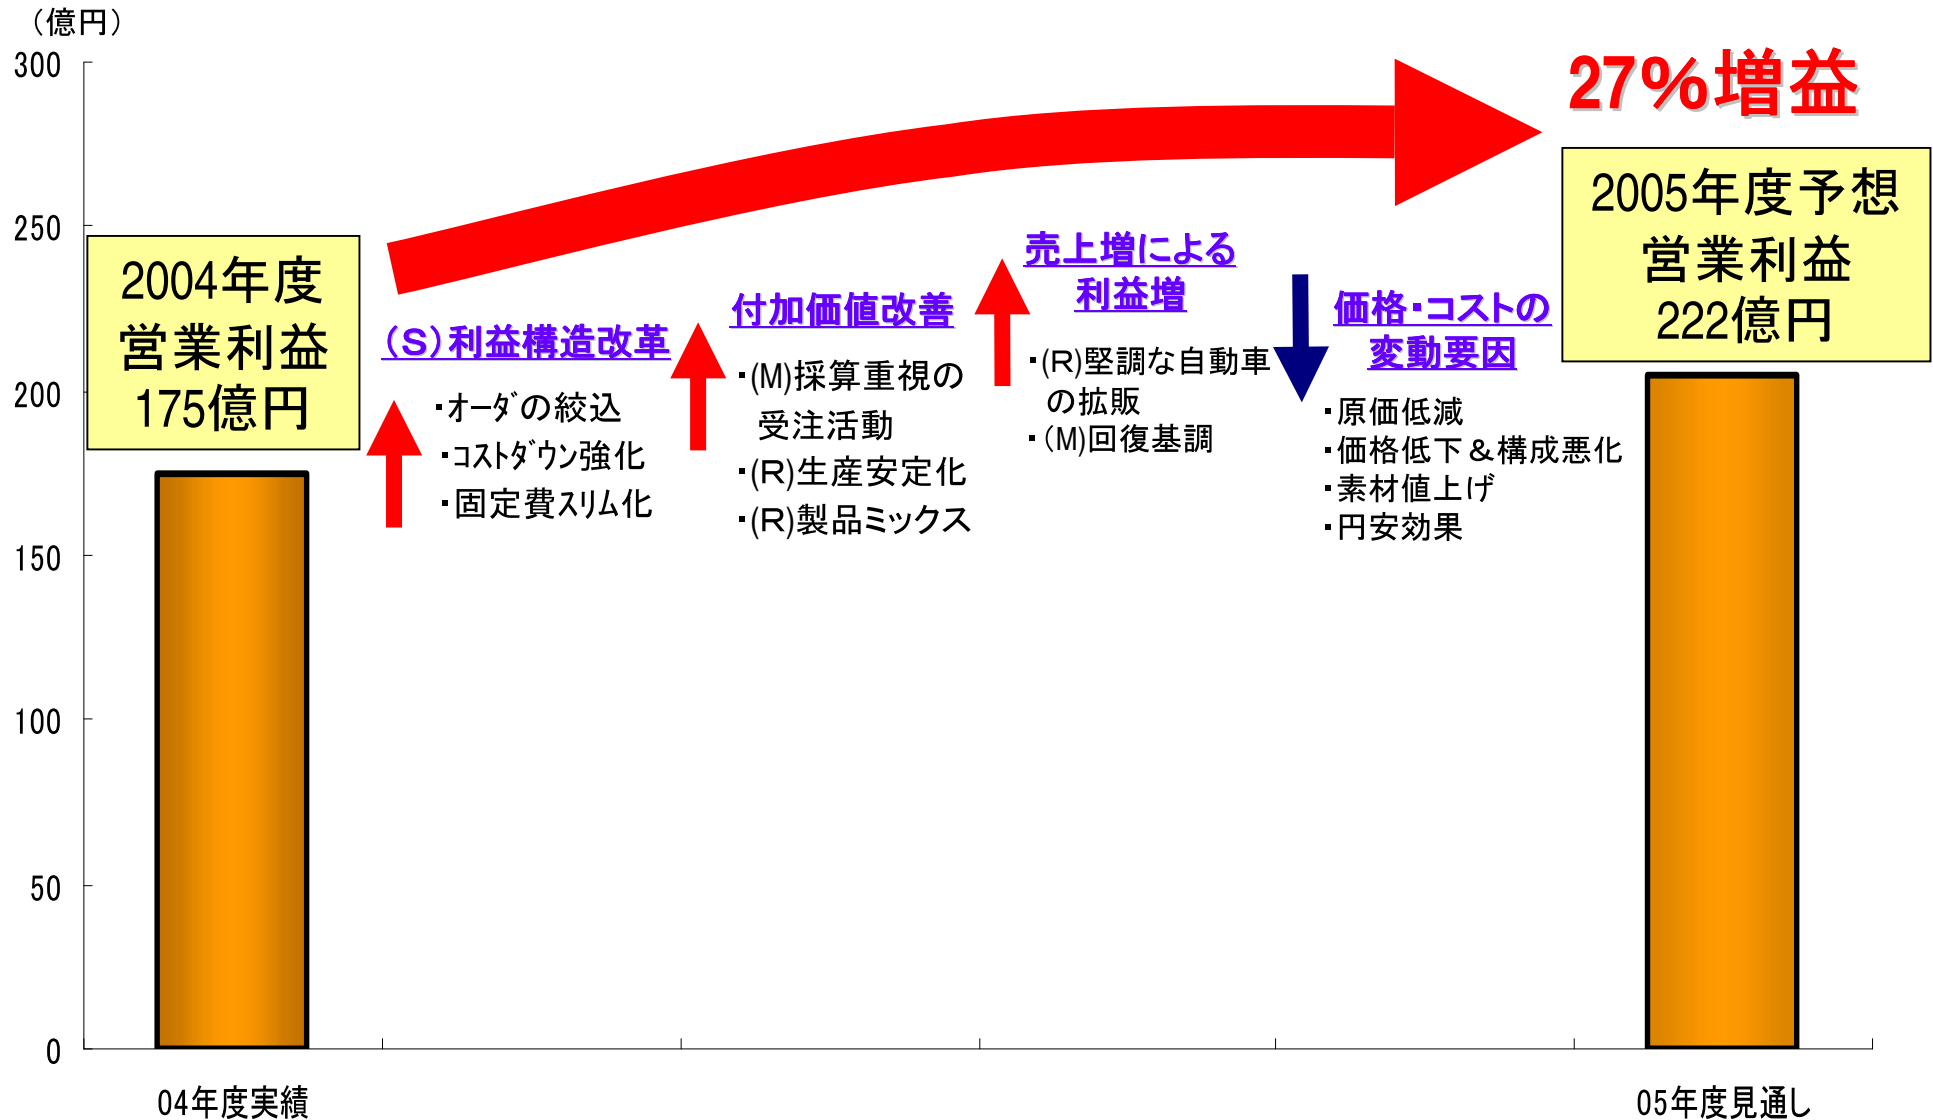 （億円）
300
250
200
150
100
50
0
27%増益
2004年度
営業利益
175億円
2005年度予想
営業利益
222億円
（S）利益構造改革
・ｵｰﾀﾞの絞込
・ｺｽﾄﾀﾞｳﾝ強化
・固定費ｽﾘﾑ化
付加価値改善
・(M)採算重視の
受注活動
・(R)生産安定化
・(R)製品ミックス
売上増による
利益増
・(R)堅調な自動車
の拡販
・（M)回復基調
価格・コストの
変動要因
・原価低減
・価格低下＆構成悪化
・素材値上げ
・円安効果
04年度実績
05年度見通し